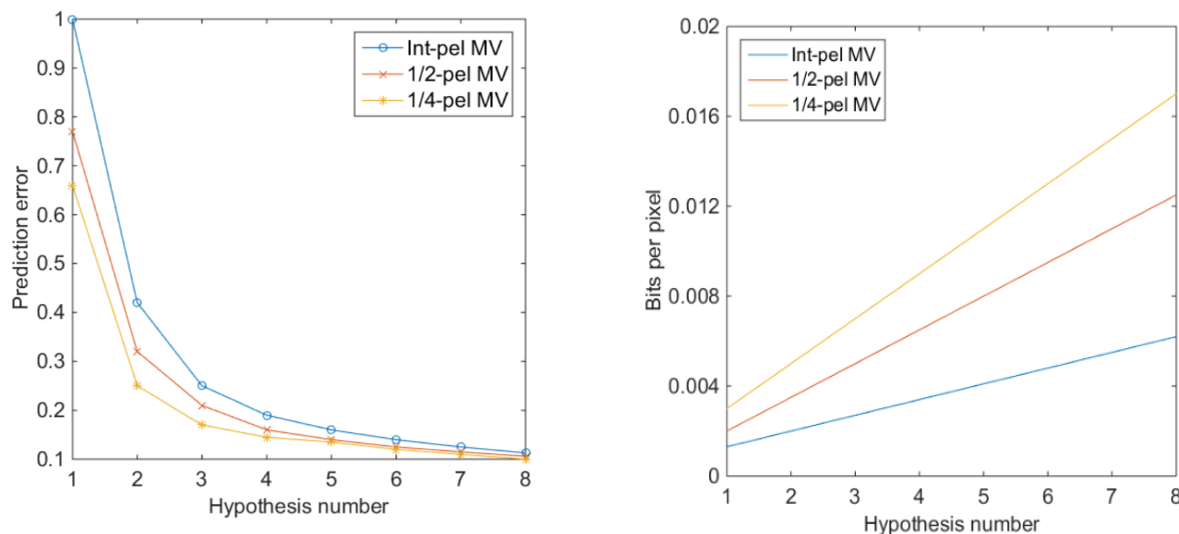 1
0.9
0.8
0.7
0.6
0.5
0.4
0.3
0.2
0.1
Prediction error
Int-pel MV
1/2-pel MV
1/4-pel MV
1 2 3 4 5 6 7 8
Hypothesis number
0.02
0.016
0.012
0.008
0.004
0
Bits per pixel
Int-pel MV
1/2-pel MV
1/4-pel MV
1 2 3 4 5 6 7 8
Hypothesis number